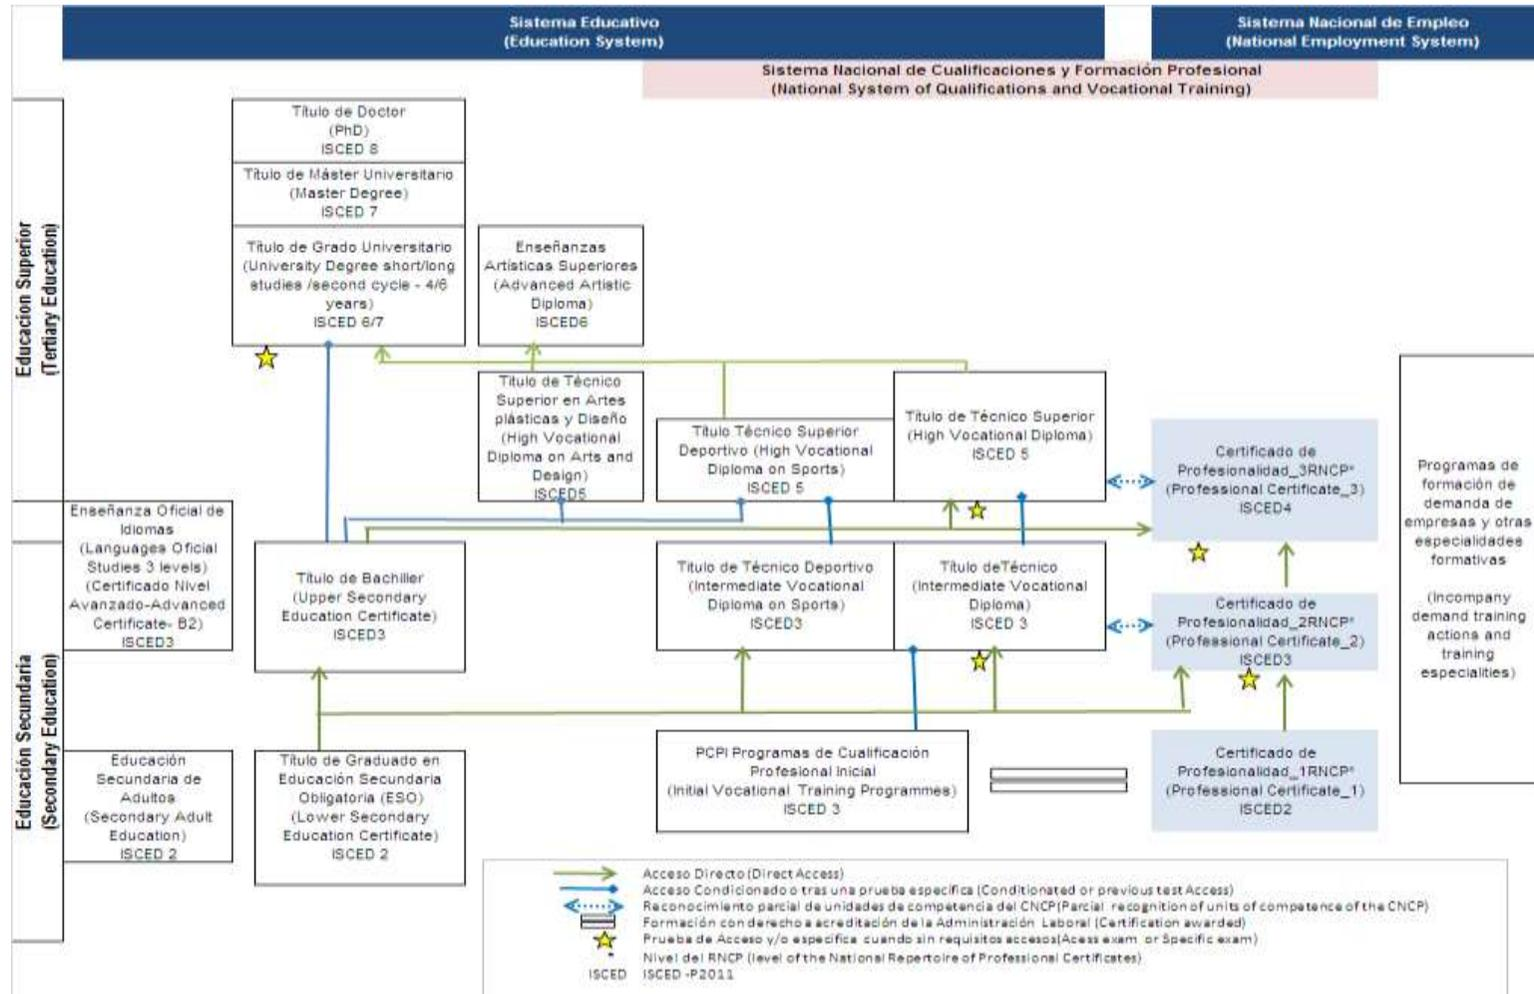 Sistema Educativo
(Education System)
Sistema Nacional de Empleo
(National Employment System)
Sistema Nacional de Cualificaciones y Formación Profesional
(National System of Qualifications and Vocational Training)
Educacion Superior
(Tertiary Education)
Título de Doctor
(PhD)
ISCED 8
Título de Máster Universitario
(Master Degree)
ISCED 7
Título de Grado Universitario
(University Degree short/long
studies /second cycle - 4/6
years)
ISCED 6/7
Enseñanzas
Artísticas Superiores
(Advanced Artistic
Diploma)
ISCED6
Título de Técnico
Superior en Artes
plásticas y Diseño
(High Vocational
Diploma on Arts and
Design)
ISCED5
Título Técnico Superior
Deportivo (High Vocational
Diploma on Sports)
ISCED 5
Título de Técnico Superior
(High Vocational Diploma)
ISCED 5
Certificado de
Profesionalidad_3RNCP*
(Professional Certificate_3)
ISCED4
Programas de
formación de
demanda de
empresas y otras
especialidades
formativas
(Incompany
demand training
actions and
training
especialities)
Educación Secundaria
(Secondary Education)
Enseñanza Oficial de
Idiomas
(Languages Oficial
Studies 3 levels)
(Certificado Nivel
Avanzado-Advanced
Certificate- B2)
ISCED3
Título de Bachiller
(Upper Secondary
Education Certificate)
ISCED3
Título de Técnico Deportivo
(Intermediate Vocational
Diploma on Sports)
ISCED3
Título deTécnico
(Intermediate Vocational
Diploma)
ISCED 3
Certificado de
Profesionalidad_2RNCP*
(Professional Certificate_2)
ISCED3
Educación
Secundaria de
Adultos
(Secondary Adult
Education)
ISCED 2
Título de Graduado en
Educación Secundaria
Obligatoria (ESO)
(Lower Secondary
Education Certificate)
ISCED 2
PCPI Programas de Cualificación
Profesional Inicial
(Initial Vocational Training Programmes)
ISCED 3
Certificado de
Profesionalidad_1RNCP*
(Professional Certificate_1)
ISCED2
Acceso Directo (Direct Access)
Acceso Condicionado o tras una prueba específica (Conditionated or previous test Access)
Reconocimiento parcial de unidades de competencia del CNCP(Parcial recognition of units of competence of the CNCP)
Formación con derecho a acreditación de la Administración Laboral (Certification awarded)
Prueba de Acceso y/o especifica cuando sin requisitos accesos(Acess exam or Specific exam)
* Nivel del RNCP (level of the National Repertoire of Professional Certificates)
ISCED ISCED -P2011